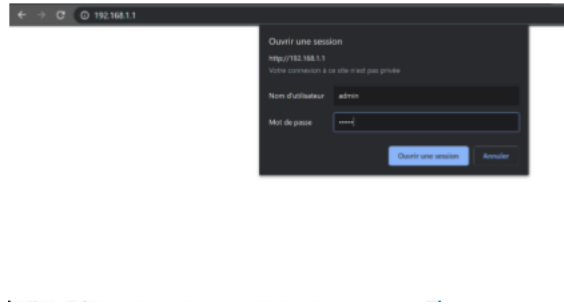 192.168.1.1
Ouvrir une session
http://192.168.1.1
Votre connexion à ce site n'est pas privée
Nom d'utilisateur admin
Mot de passe •••••
Ouvrir une session Annuler